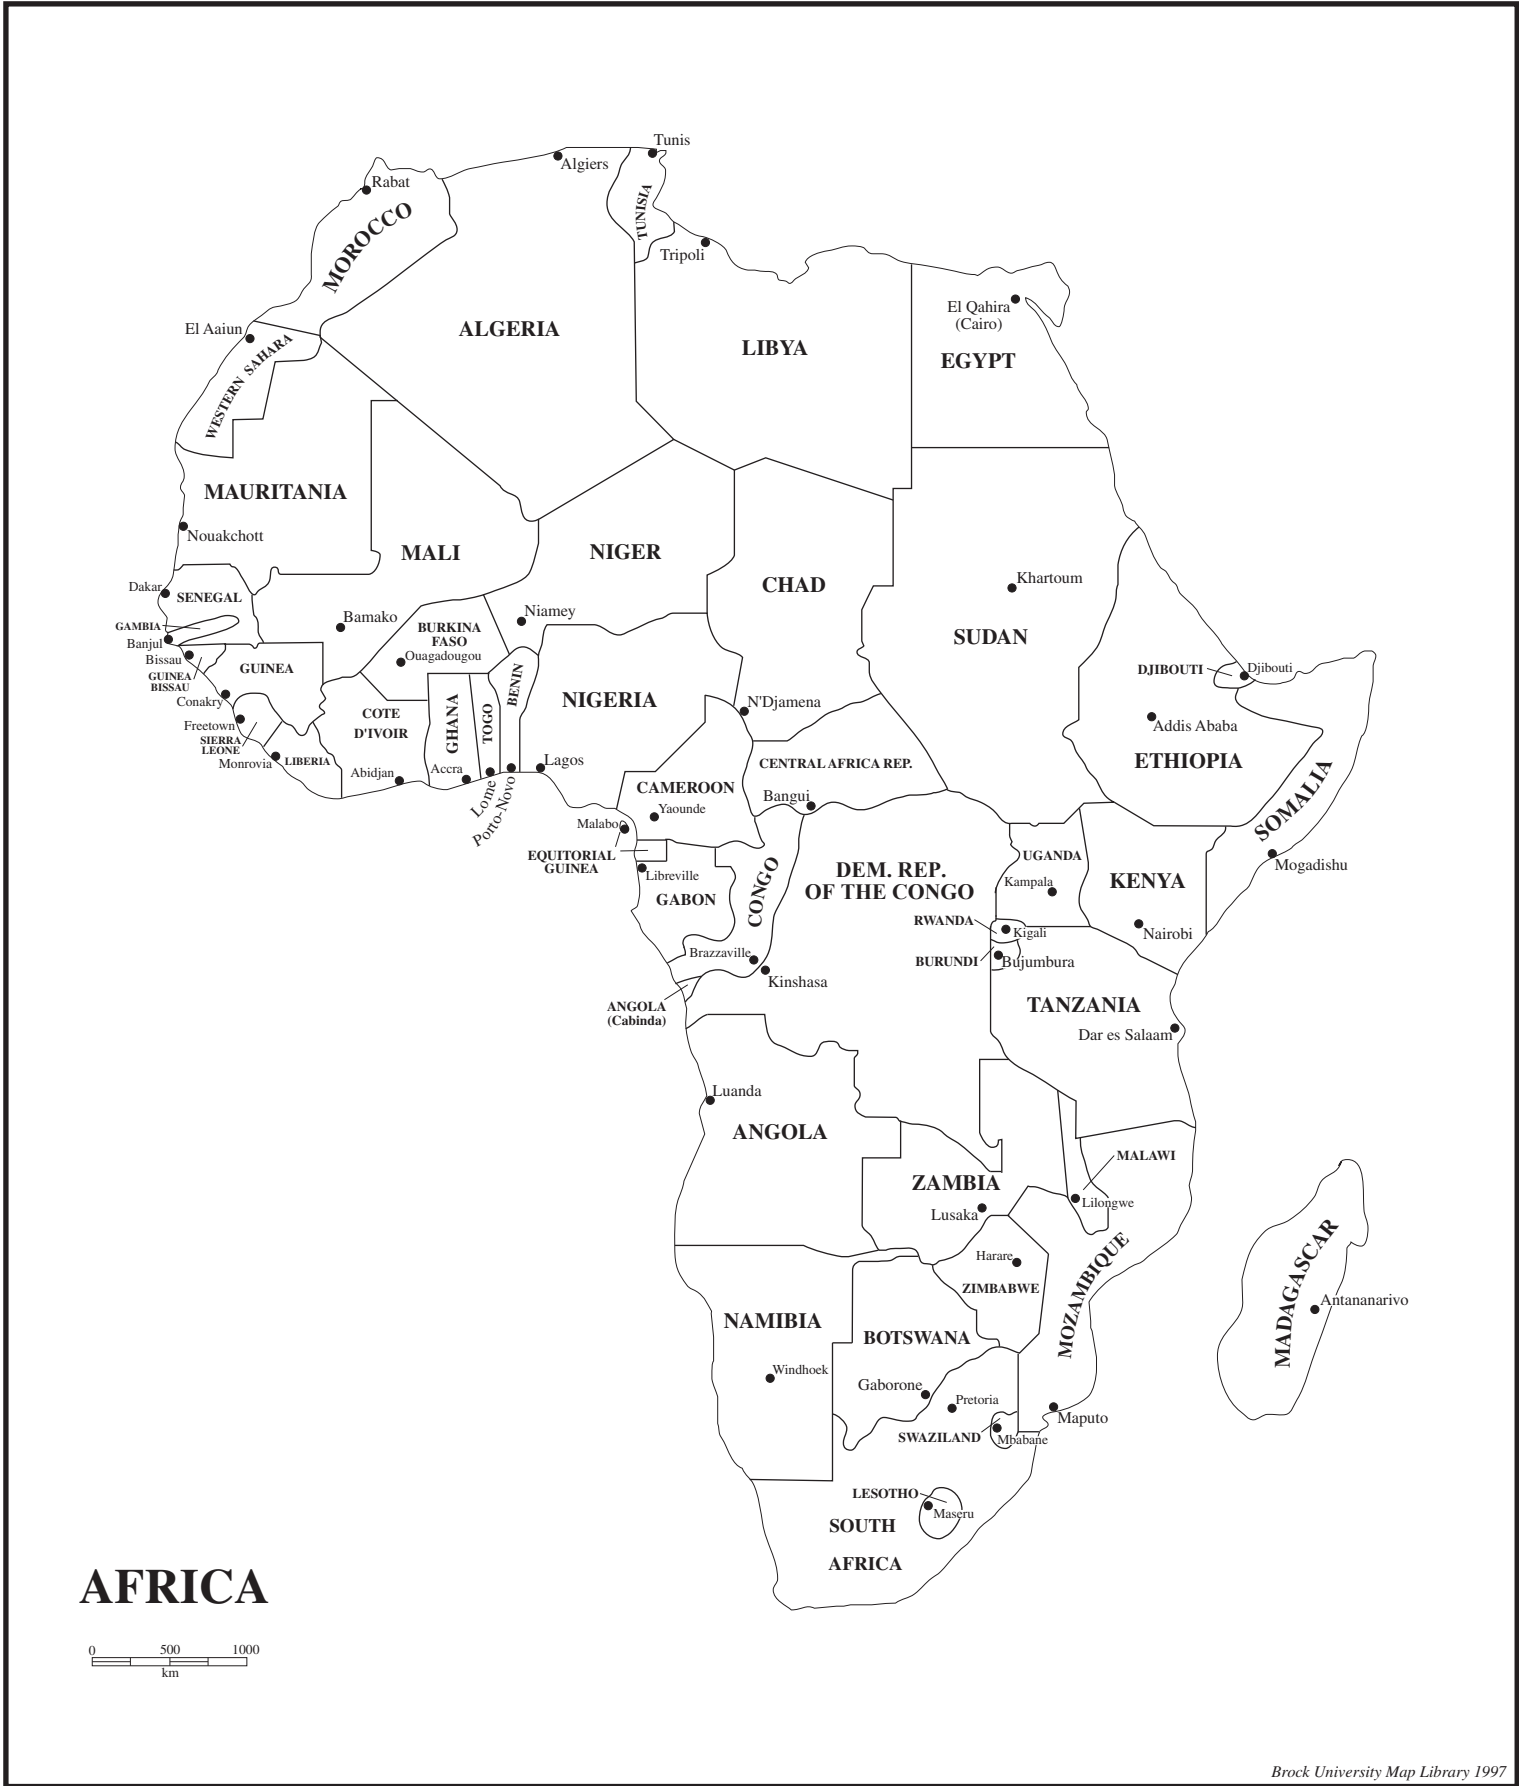 Tunis
Algiers
Rabat
TUNISIA
MOROCCO
Tripoli
El Qahira
(Cairo)
El Aaiun
ALGERIA
LIBYA
EGYPT
WESTERN SAHARA
MAURITANIA
Nouakchott
MALI
NIGER
CHAD
Khartoum
Dakar
SENEGAL
GAMBIA
Banjul
Bamako
Niamey
BURKINA
FASO
Ouagadougou
SUDAN
Bissau
GUINEA
BISSAU
GUINEA
Conakry
Freetown
SIERRA
LEONE
Monrovia
LIBERIA
COTE
D'IVOIR
Abidjan
GHANA
Accra
TOGO
BENIN
Lome
Porto-Novo
NIGERIA
Lagos
N'Djamena
DJIBOUTI
Djibouti
Addis Ababa
ETHIOPIA
SOMALIA
Mogadishu
CENTRAL AFRICA REP.
Bangui
CAMEROON
Yaounde
Malabo
EQUITORIAL
GUINEA
Libreville
GABON
CONGO
Brazzaville
Kinshasa
DEM. REP.
OF THE CONGO
UGANDA
Kampala
KENYA
Nairobi
RWANDA
Kigali
BURUNDI
Bujumbura
ANGOLA
(Cabinda)
TANZANIA
Dar es Salaam
Luanda
ANGOLA
MALAWI
ZAMBIA
Lusaka
Lilongwe
Harare
ZIMBABWE
MOZAMBIQUE
MADAGASCAR
Antananarivo
NAMIBIA
Windhoek
BOTSWANA
Gaborone
Pretoria
Maputo
SWAZILAND
Mbabane
LESOTHO
Maseru
SOUTH
AFRICA
AFRICA
0 500 1000
km
Brock University Map Library 1997